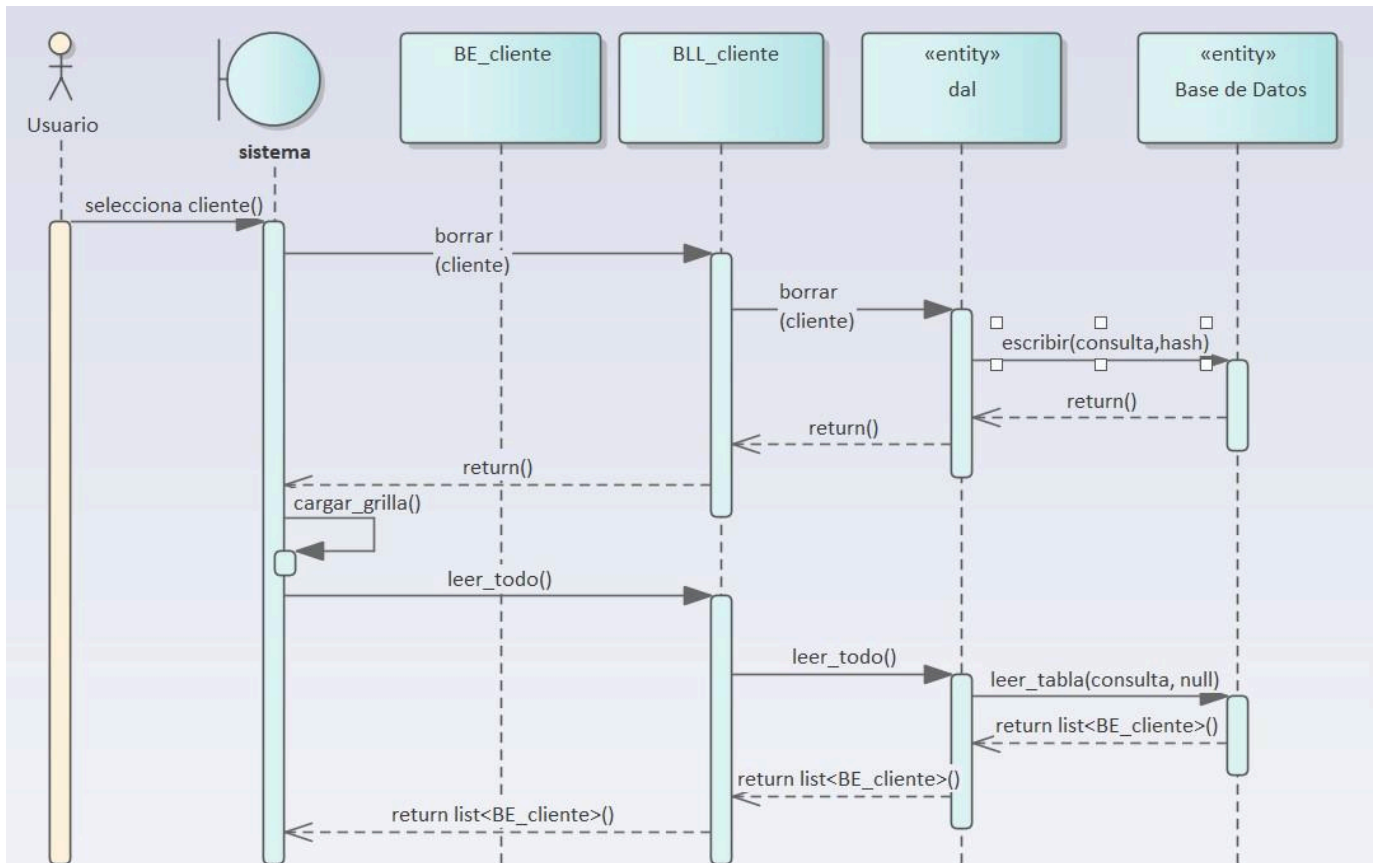 Usuario
sistema
BE_cliente
BLL_cliente
«entity»
dal
«entity»
Base de Datos
selecciona cliente()
borrar
(cliente)
borrar
(cliente)
escribir(consulta,hash)
return()
return()
return()
cargar_grilla()
leer_todo()
leer_todo()
leer_tabla(consulta, null)
return list<BE_cliente>()
return list<BE_cliente>()
return list<BE_cliente>()